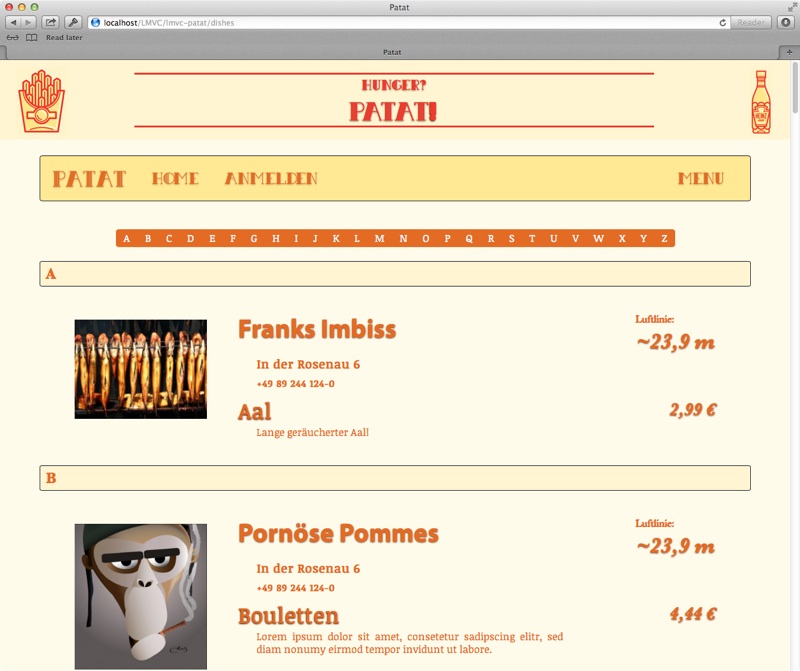 Patat
localhost/LMVC/lmvc-patat/dishes
Reader
Read later
Patat
HUNGER?
PATAT!
HEINZ
PATAT HOME ANMELDEN MENU
A B C D E F G H I J K L M N O P Q R S T U V W X Y Z
A
Franks Imbiss
Luftlinie:
~23,9 m
In der Rosenau 6
+49 89 244 124-0
Aal
2,99 €
Lange geräucherter Aall
B
Pornöse Pommes
Luftlinie:
~23,9 m
In der Rosenau 6
+49 89 244 124-0
Bouletten
4,44 €
Lorem ipsum dolor sit amet, consetetur sadipscing elitr, sed
diam nonumy eirmod tempor invidunt ut labore.